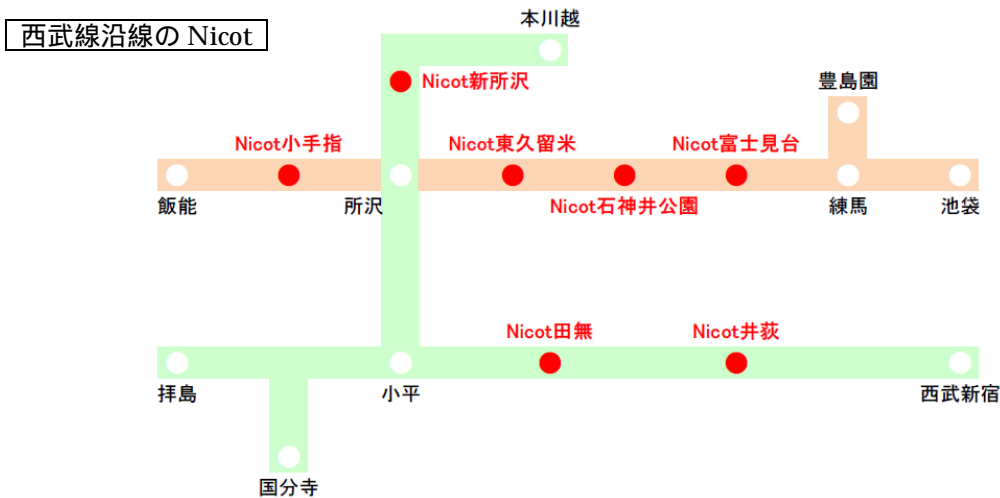 西武線沿線の Nicot
本川越
Nicot新所沢
豊島園
Nicot小手指
Nicot東久留米
Nicot富士見台
飯能
所沢
Nicot石神井公園
練馬
池袋
Nicot田無
Nicot井荻
拝島
小平
西武新宿
国分寺